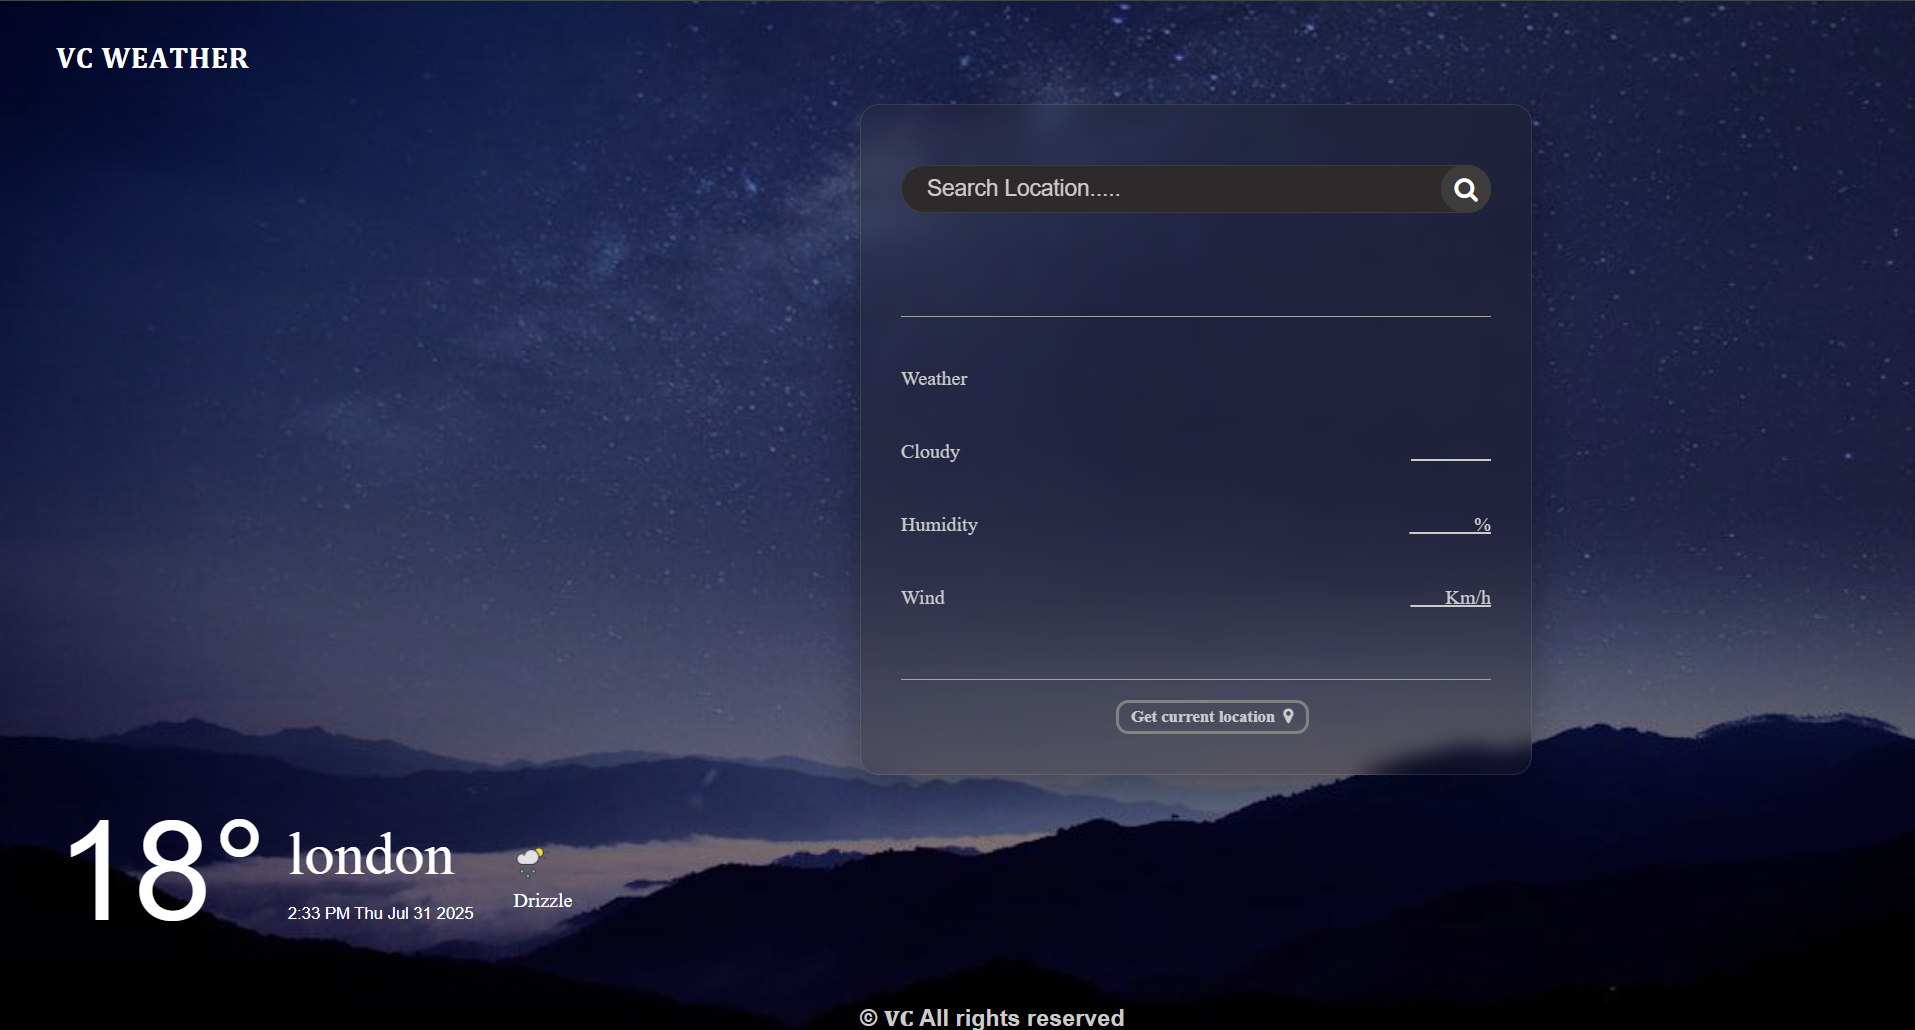 VC WEATHER
Search Location.....
Weather
Cloudy
Humidity %
Wind Km/h
Get current location
18° london
2:33 PM Thu Jul 31 2025
Drizzle
© VC All rights reserved